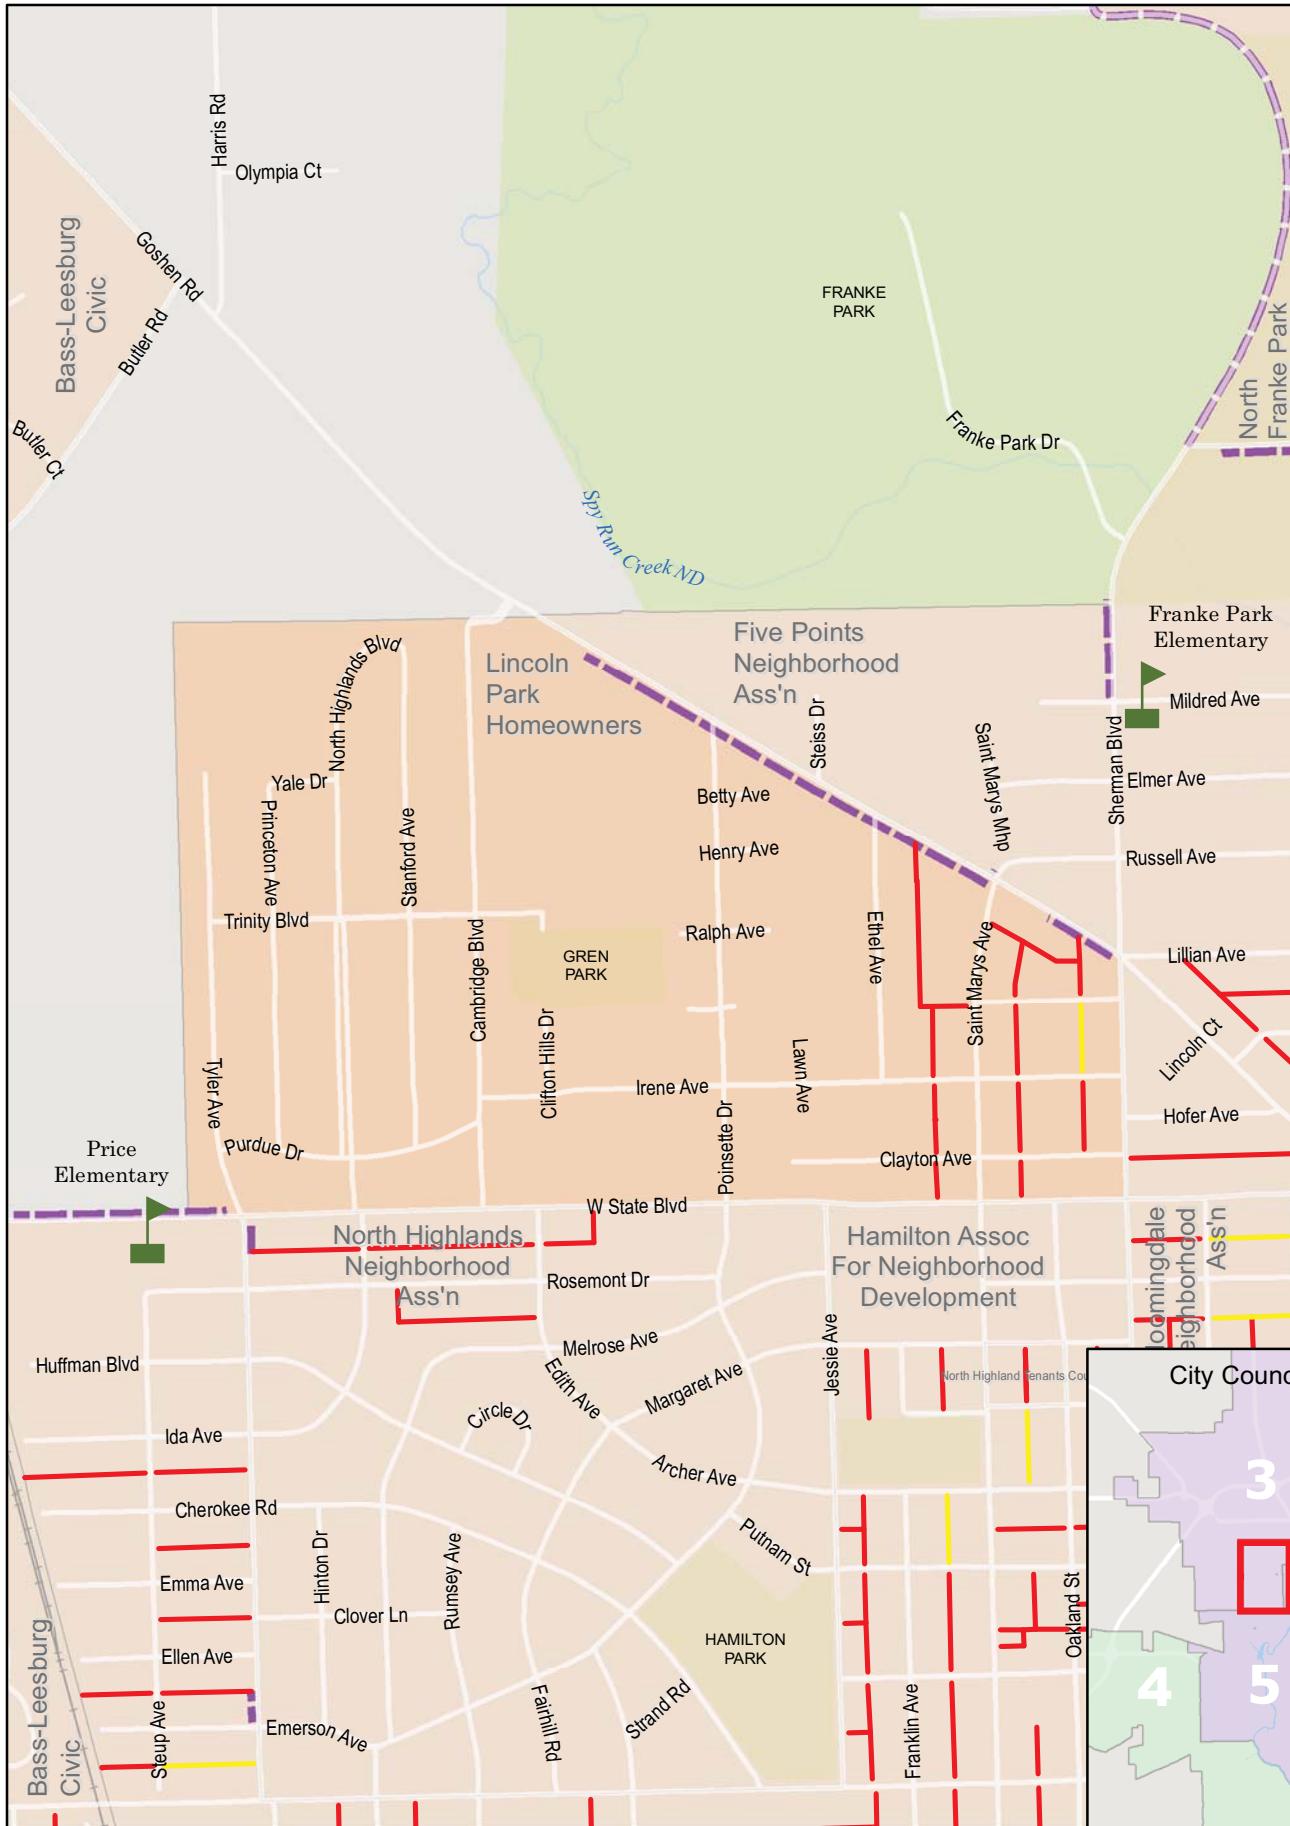 Harris Rd
Olympia Ct
Goshen Rd
Bass-Leesburg
Civic
Butler Rd
Butler Ct
FRANKE
PARK
North
Franke Park
Franke Park Dr
Spy Run Creek ND
Franke Park
Elementary
Five Points
Neighborhood
Ass'n
Lincoln
Park
Homeowners
North Highlands Blvd
Mildred Ave
Steiss Dr
Saint Marys Mhp
Sherman Blvd
Elmer Ave
Yale Dr
Betty Ave
Princeton Ave
Stanford Ave
Henry Ave
Russell Ave
Trinity Blvd
Cambridge Blvd
Ralph Ave
Ethel Ave
Saint Marys Ave
Lillian Ave
GREN
PARK
Clifton Hills Dr
Lawn Ave
Lincoln Ct
Tyler Ave
Irene Ave
Poinsette Dr
Hofer Ave
Purdue Dr
Clayton Ave
Price
Elementary
W State Blvd
North Highlands
Neighborhood
Ass'n
Hamilton Assoc
For Neighborhood
Development
Ass'n
Rosemont Dr
Melrose Ave
Jessie Ave
Huffman Blvd
Edith Ave
Margaret Ave
North Highland Tenants Cou
City Counc
Circle Dr
Ida Ave
Archer Ave
3
Cherokee Rd
Putnam St
Hinton Dr
Rumsey Ave
Emma Ave
Oakland St
Clover Ln
HAMILTON
PARK
Ellen Ave
Bass-Leesburg
Civic
Steup Ave
Emerson Ave
Fairhill Rd
Strand Rd
Franklin Ave
4
5